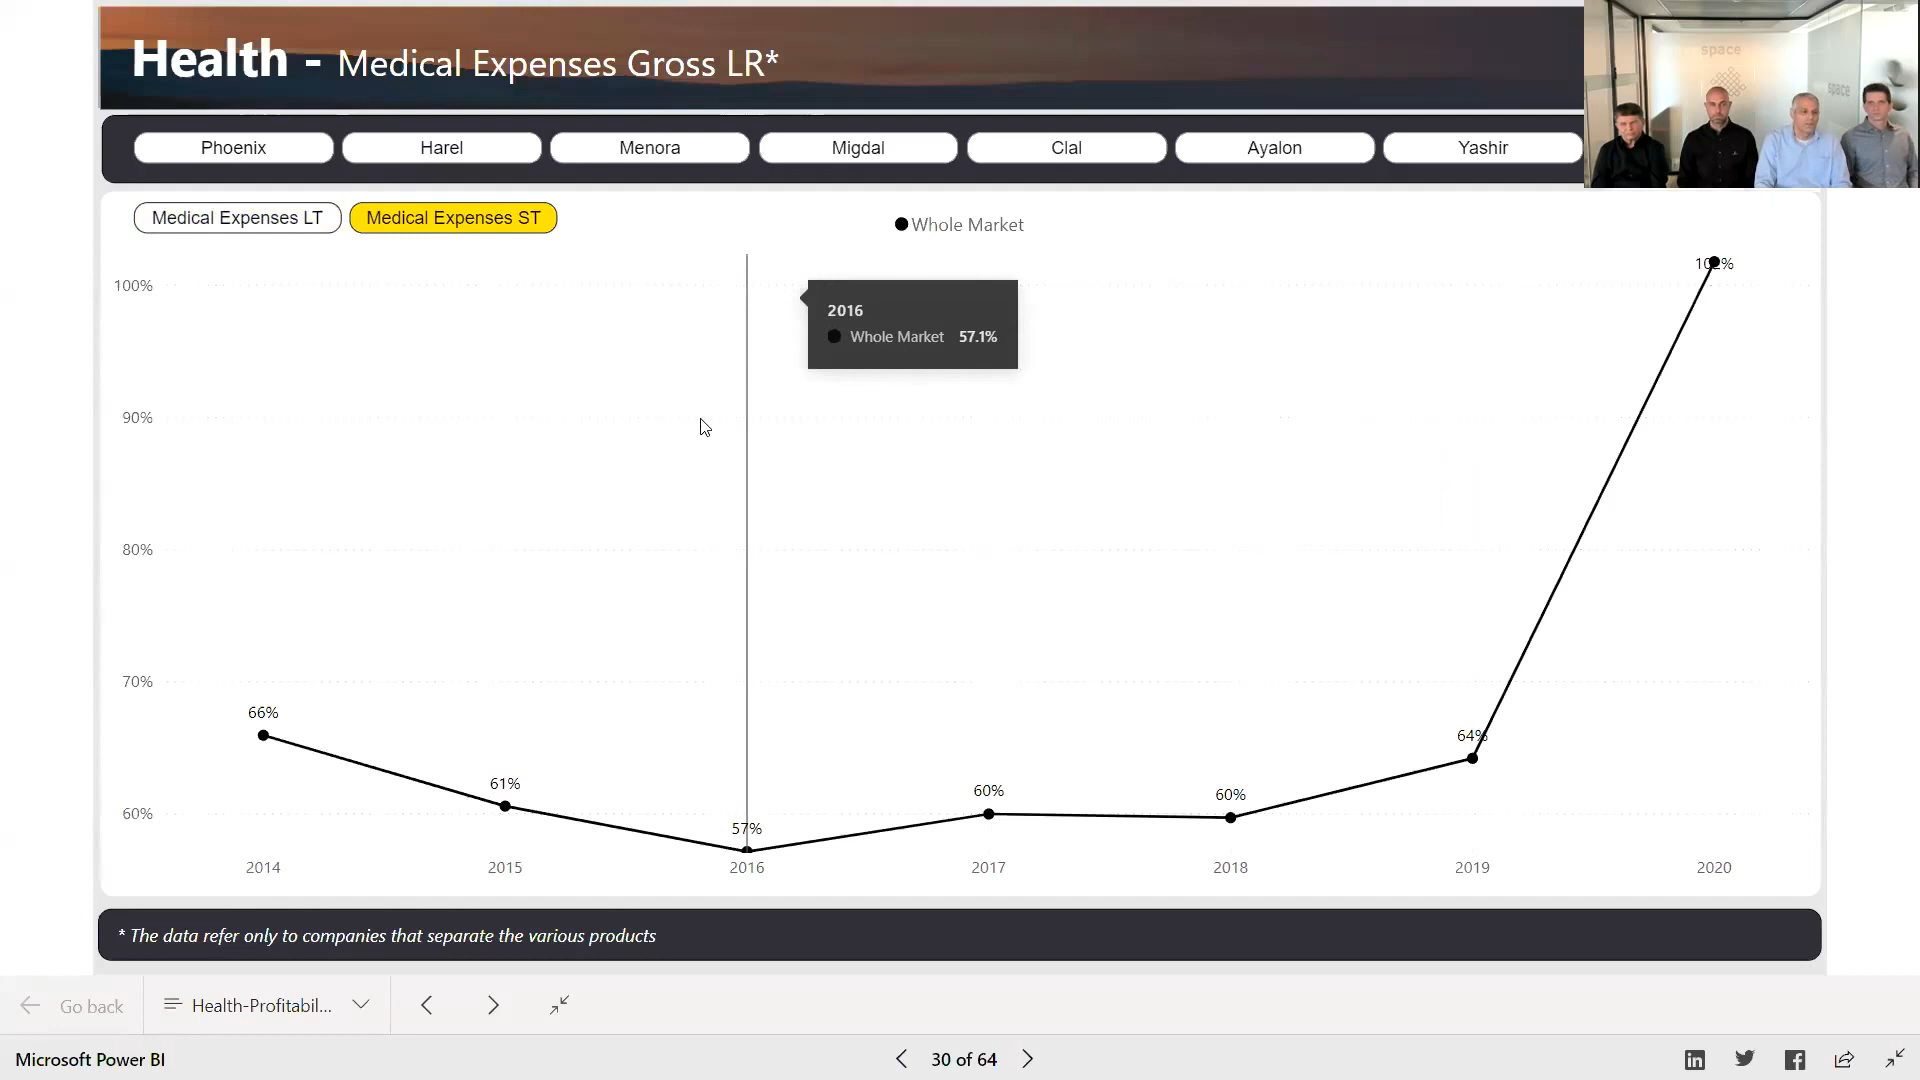 Health - Medical Expenses Gross LR*
space
space
Phoenix
Harel
Menora
Migdal
Clal
Ayalon
Yashir
Medical Expenses LT
Medical Expenses ST
Whole Market
100%
90%
80%
70%
60%
2016
Whole Market 57.1%
66%
61%
57%
60%
60%
64%
102%
2014
2015
2016
2017
2018
2019
2020
* The data refer only to companies that separate the various products
Go back
Health-Profitabil...
Microsoft Power BI
30 of 64